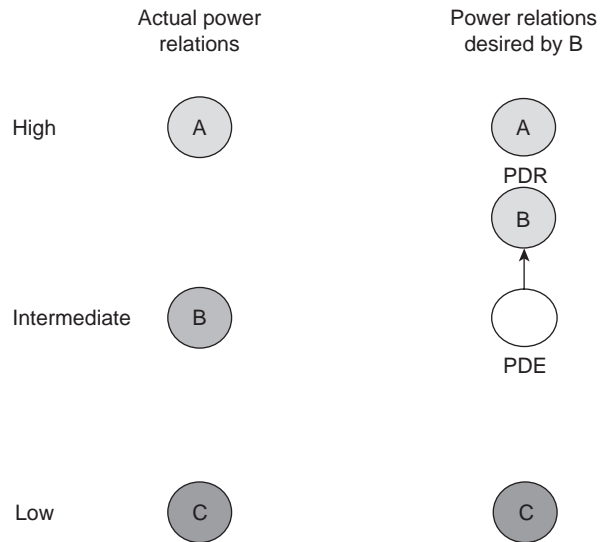 Actual power
relations
Power relations
desired by B
High
A
A
PDR
B
Intermediate
B
PDE
Low
C
C